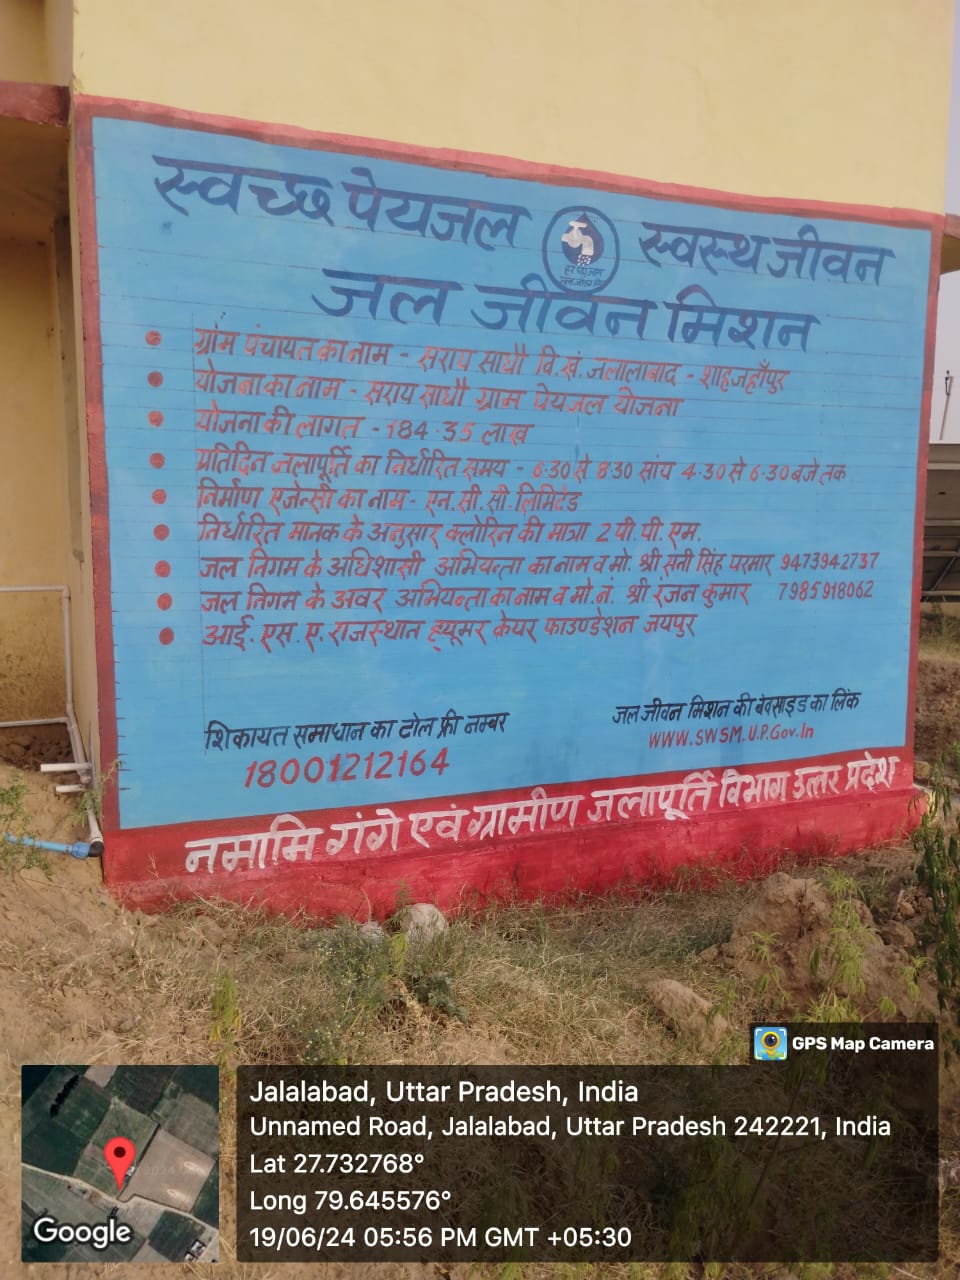 स्वच्छ पेयजल स्वस्थ जीवन
हर घर जल
जल जीवन मिशन
ग्राम पंचायत का नाम - सराय साधौ वि.खं. जलालाबाद - शाहजहाँपुर
योजना का नाम - सराय साधौ ग्राम पेयजल योजना
योजना की लागत - 184.35 लाख
प्रतिदिन जलापूर्ति का निर्धारित समय - 6.30 से 8.30 सांय 4.30 से 6.30 बजे तक
निर्माण एजेन्सी का नाम - एन.सी.सी. लिमिटेड
निर्धारित मानक के अनुसार क्लोरिन की मात्रा 2 पी.पी.एम.
जल निगम के अधिशासी अभियन्ता का नाम व मो. श्री सनी सिंह परमार 9473942737
जल निगम के अवर अभियन्ता का नाम व मो.नं. श्री रंजन कुमार 7985918062
आई. एस. ए. राजस्थान ह्यूमर केयर फाउण्डेशन जयपुर
शिकायत समाधान का टोल फ्री नम्बर
18001212164
जल जीवन मिशन की बेवसाइड का लिंक
www.SWSM.U.P.Gov.In
नमामि गंगे एवं ग्रामीण जलापूर्ति विभाग उत्तर प्रदेश
GPS Map Camera
Jalalabad, Uttar Pradesh, India
Unnamed Road, Jalalabad, Uttar Pradesh 242221, India
Lat 27.732768°
Long 79.645576°
19/06/24 05:56 PM GMT +05:30
Google